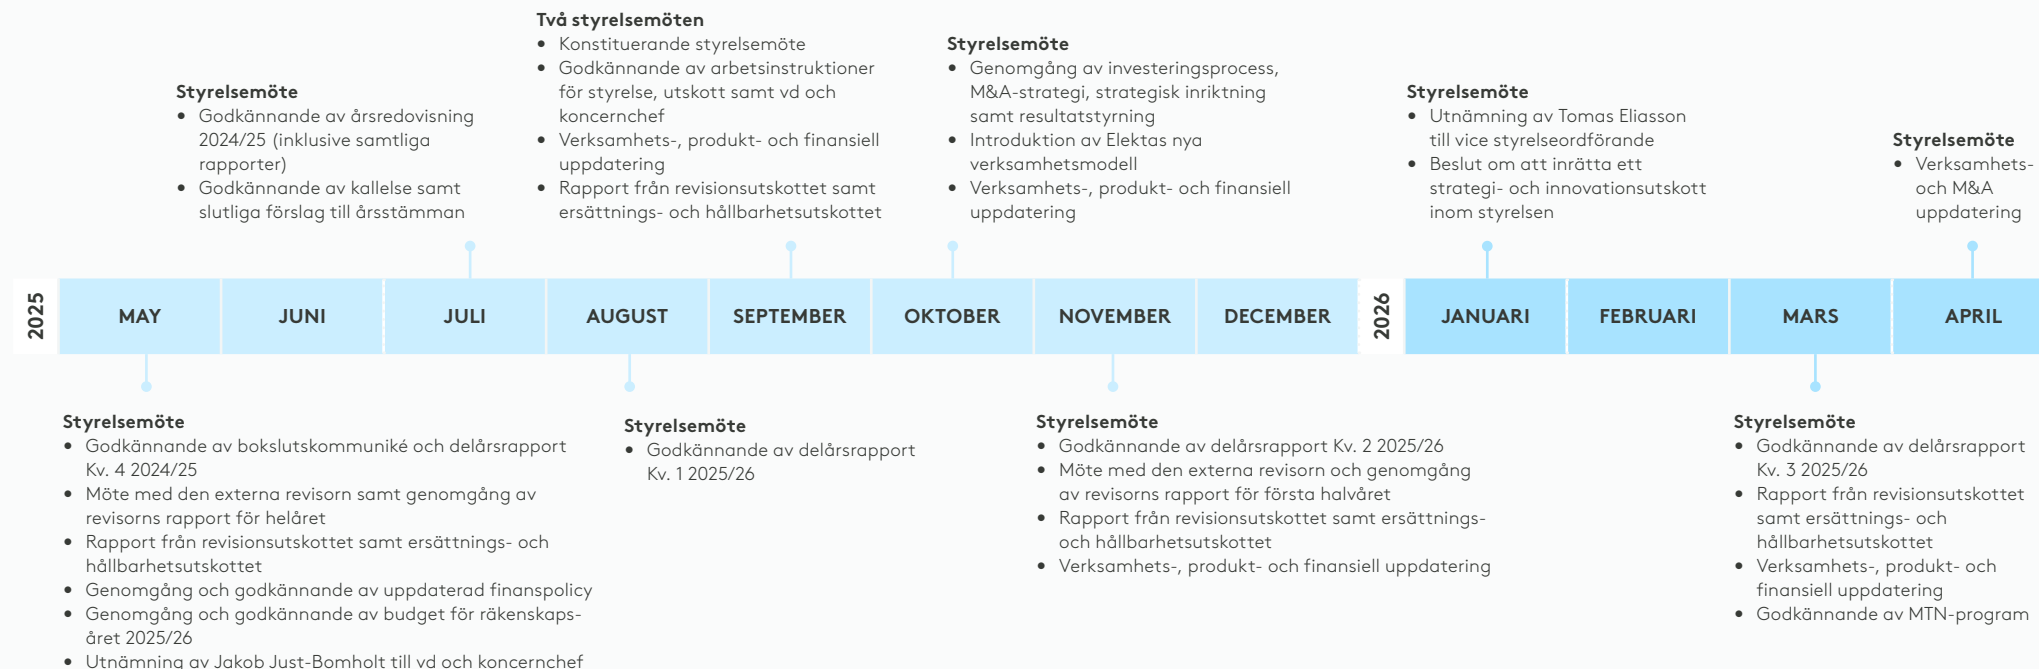 Styrelsemöte
• Godkännande av årsredovisning
2024/25 (inklusive samtliga
rapporter)
• Godkännande av kallelse samt
slutliga förslag till årsstämman
Två styrelsemöten
• Konstituerande styrelsemöte
• Godkännande av arbetsinstruktioner
för styrelse, utskott samt vd och
koncernchef
• Verksamhets-, produkt- och finansiell
uppdatering
• Rapport från revisionsutskottet samt
ersättnings- och hållbarhetsutskottet
Styrelsemöte
• Genomgång av investeringsprocess,
M&A-strategi, strategisk inriktning
samt resultatstyrning
• Introduktion av Elektas nya
verksamhetsmodell
• Verksamhets-, produkt- och finansiell
uppdatering
Styrelsemöte
• Utnämning av Tomas Eliasson
till vice styrelseordförande
• Beslut om att inrätta ett
strategi- och innovationsutskott
inom styrelsen
Styrelsemöte
• Verksamhets-
och M&A
uppdatering
2025
MAY
JUNI
JULI
AUGUST
SEPTEMBER
OKTOBER
NOVEMBER
DECEMBER
2026
JANUARI
FEBRUARI
MARS
APRIL
Styrelsemöte
• Godkännande av bokslutskommuniké och delårsrapport
Kv. 4 2024/25
• Möte med den externa revisorn samt genomgång av
revisorns rapport för helåret
• Rapport från revisionsutskottet samt ersättnings- och
hållbarhetsutskottet
• Genomgång och godkännande av uppdaterad finanspolicy
• Genomgång och godkännande av budget för räkenskaps-
året 2025/26
• Utnämning av Jakob Just-Bomholt till vd och koncernchef
Styrelsemöte
• Godkännande av delårsrapport
Kv. 1 2025/26
Styrelsemöte
• Godkännande av delårsrapport Kv. 2 2025/26
• Möte med den externa revisorn och genomgång
av revisorns rapport för första halvåret
• Rapport från revisionsutskottet samt ersättnings-
och hållbarhetsutskottet
• Verksamhets-, produkt- och finansiell uppdatering
Styrelsemöte
• Godkännande av delårsrapport
Kv. 3 2025/26
• Rapport från revisionsutskottet
samt ersättnings- och
hållbarhetsutskottet
• Verksamhets-, produkt- och
finansiell uppdatering
• Godkännande av MTN-program